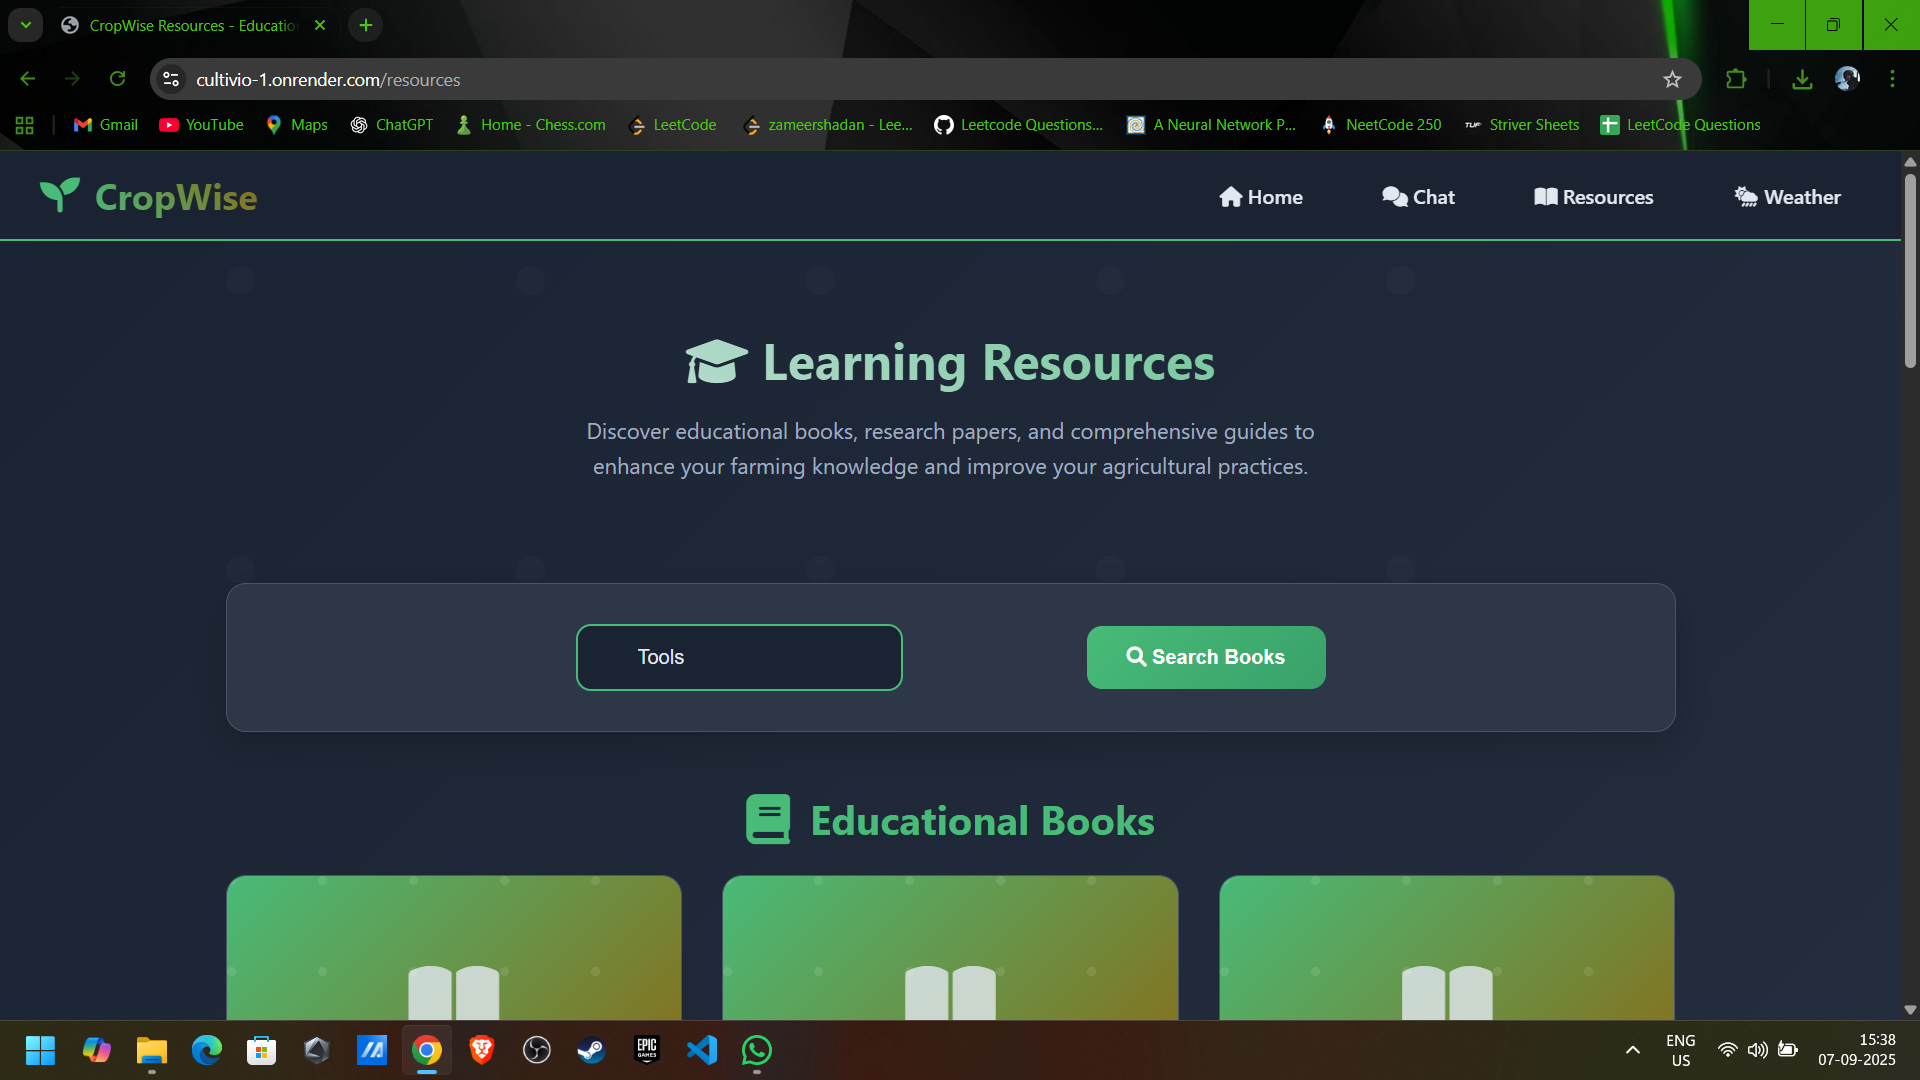 CropWise Resources - Educatio
cultivio-1.onrender.com/resources
Gmail
YouTube
Maps
ChatGPT
Home - Chess.com
LeetCode
zameershadan - Lee...
Leetcode Questions...
A Neural Network P...
NeetCode 250
TUF
Striver Sheets
LeetCode Questions
CropWise
Home
Chat
Resources
Weather
Learning Resources
Discover educational books, research papers, and comprehensive guides to
enhance your farming knowledge and improve your agricultural practices.
Tools
Search Books
Educational Books
EPIC
GAMES
ENG
US
15:38
07-09-2025